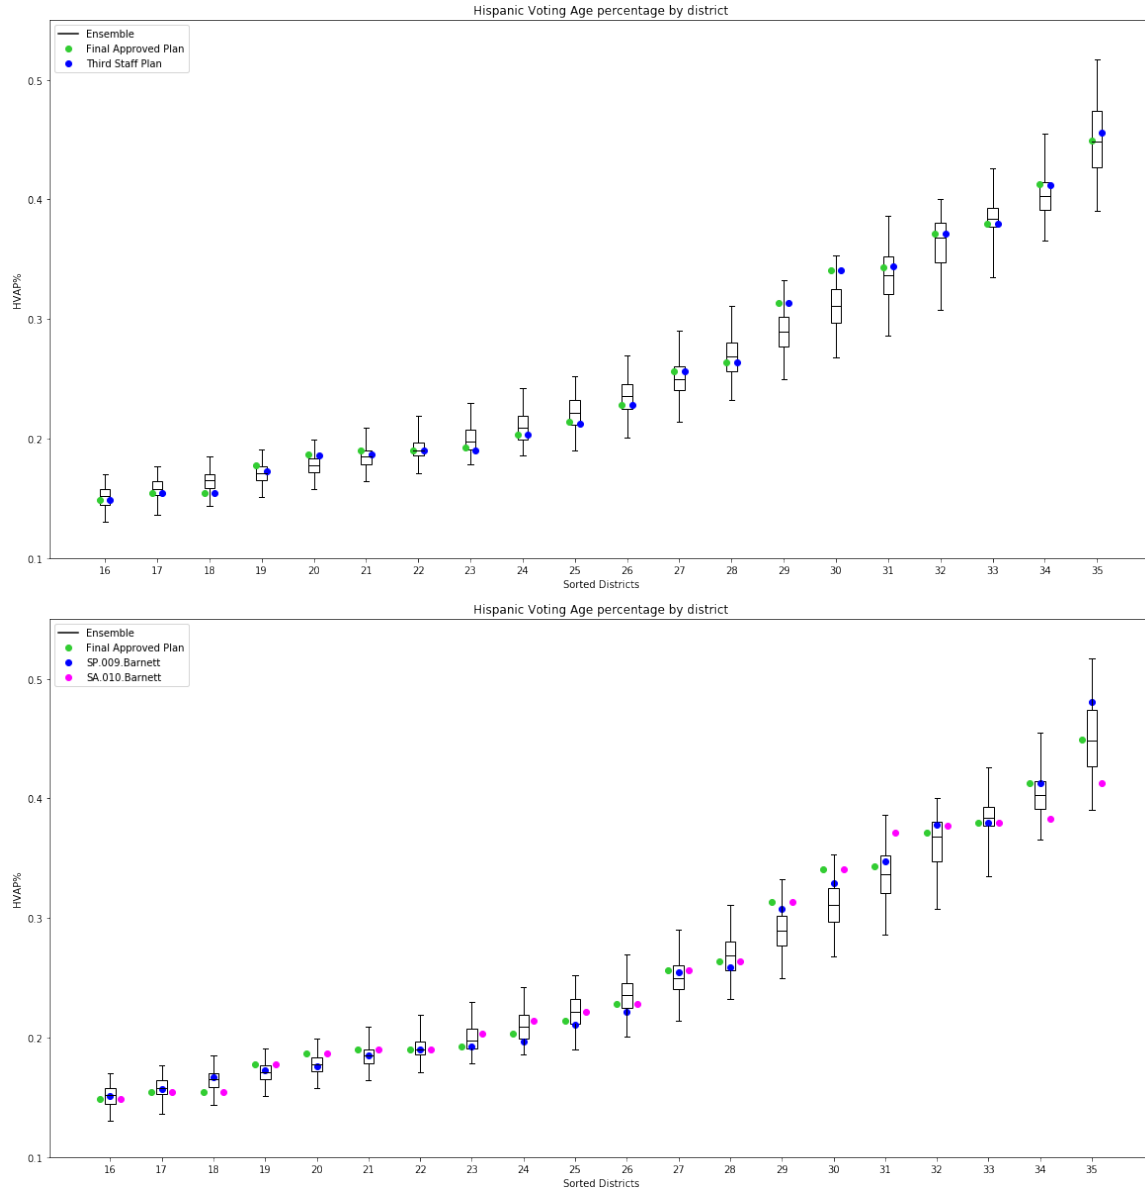 Hispanic Voting Age percentage by district
Ensemble
Final Approved Plan
Third Staff Plan
HVAP%
0.5
0.4
0.3
0.2
0.1
16 17 18 19 20 21 22 23 24 25 26 27 28 29 30 31 32 33 34 35
Sorted Districts
Hispanic Voting Age percentage by district
Ensemble
Final Approved Plan
SP.009.Barnett
SA.010.Barnett
HVAP%
0.5
0.4
0.3
0.2
0.1
16 17 18 19 20 21 22 23 24 25 26 27 28 29 30 31 32 33 34 35
Sorted Districts